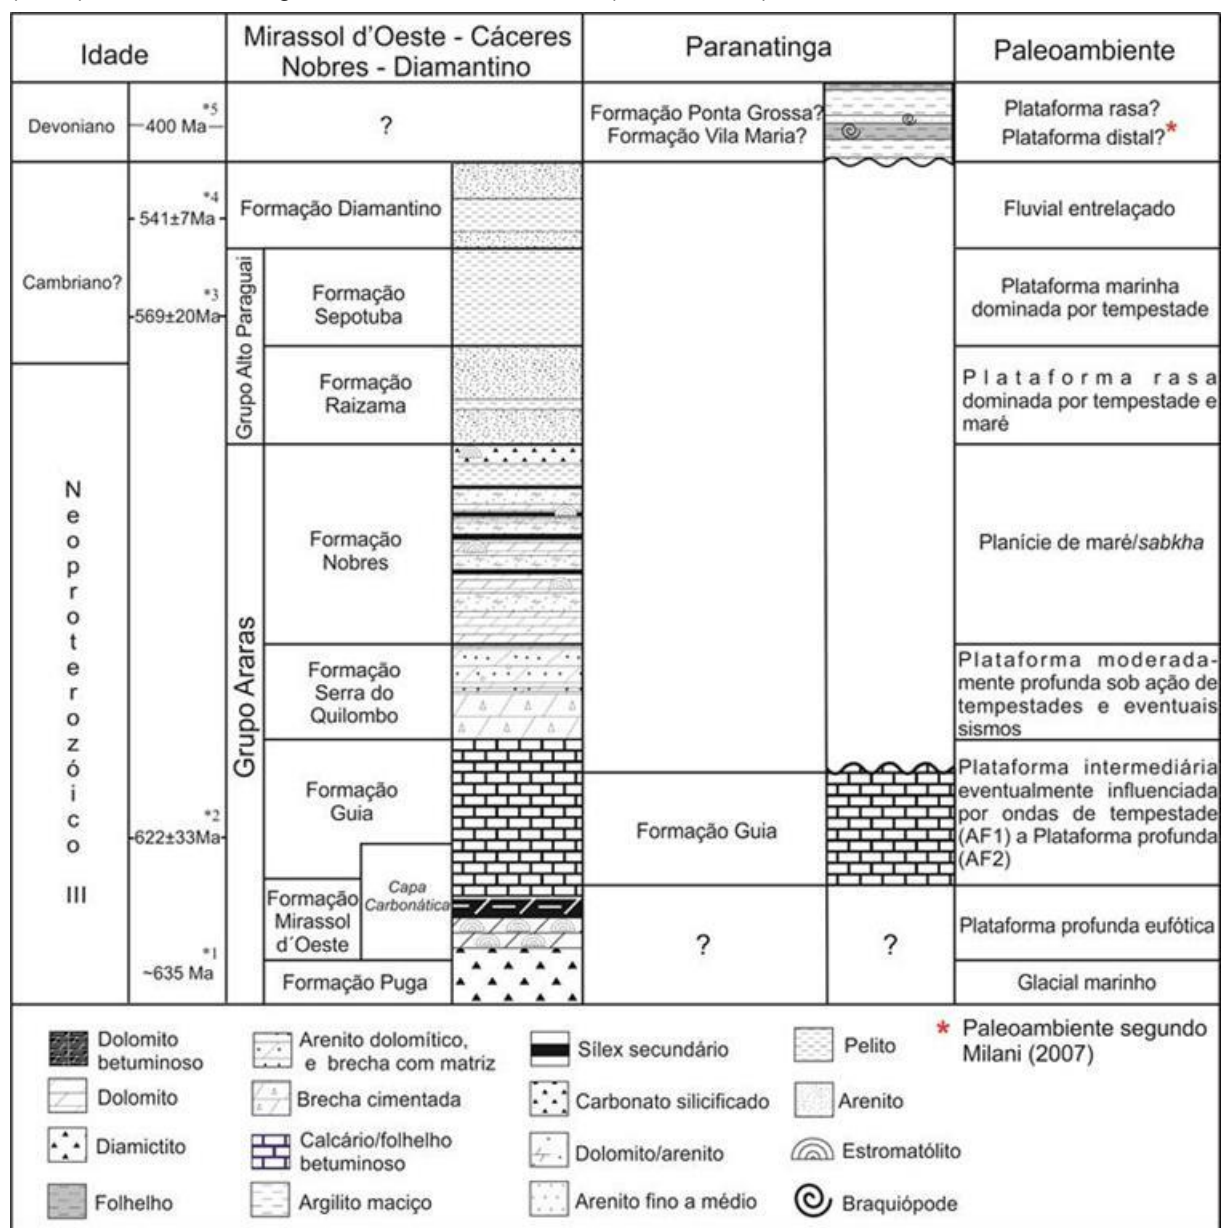 Idade
Mirassol d'Oeste - Cáceres
Nobres - Diamantino
Paranatinga
Paleoambiente
Devoniano
*5
400 Ma
?
Formação Ponta Grossa?
Formação Vila Maria?
Plataforma rasa?
Plataforma distal?*
*4
541±7Ma
Formação Diamantino
Fluvial entrelaçado
Cambriano?
*3
569±20Ma
Grupo Alto Paraguai
Formação
Sepotuba
Plataforma marinha
dominada por tempestade
Formação
Raizama
Plataforma rasa
dominada por tempestade e
maré
Neoproterozóico
III
Grupo Araras
Formação
Nobres
Planície de maré/sabkha
Formação
Serra do
Quilombo
Plataforma moderada-
mente profunda sob ação de
tempestades e eventuais
sismos
*2
622±33Ma
Formação
Guia
Formação Guia
Plataforma intermediária
eventualmente influenciada
por ondas de tempestade
(AF1) a Plataforma profunda
(AF2)
Capa
Carbonática
Formação
Mirassol
d´Oeste
?
?
Plataforma profunda eufótica
*1
~635 Ma
Formação Puga
Glacial marinho
Dolomito
betuminoso
Arenito dolomítico,
e brecha com matriz
Sílex secundário
Pelito
* Paleoambiente segundo
Milani (2007)
Dolomito
Brecha cimentada
Carbonato silicificado
Arenito
Diamictito
Calcário/folhelho
betuminoso
Dolomito/arenito
Estromatólito
Folhelho
Argilito maciço
Arenito fino a médio
Braquiópode